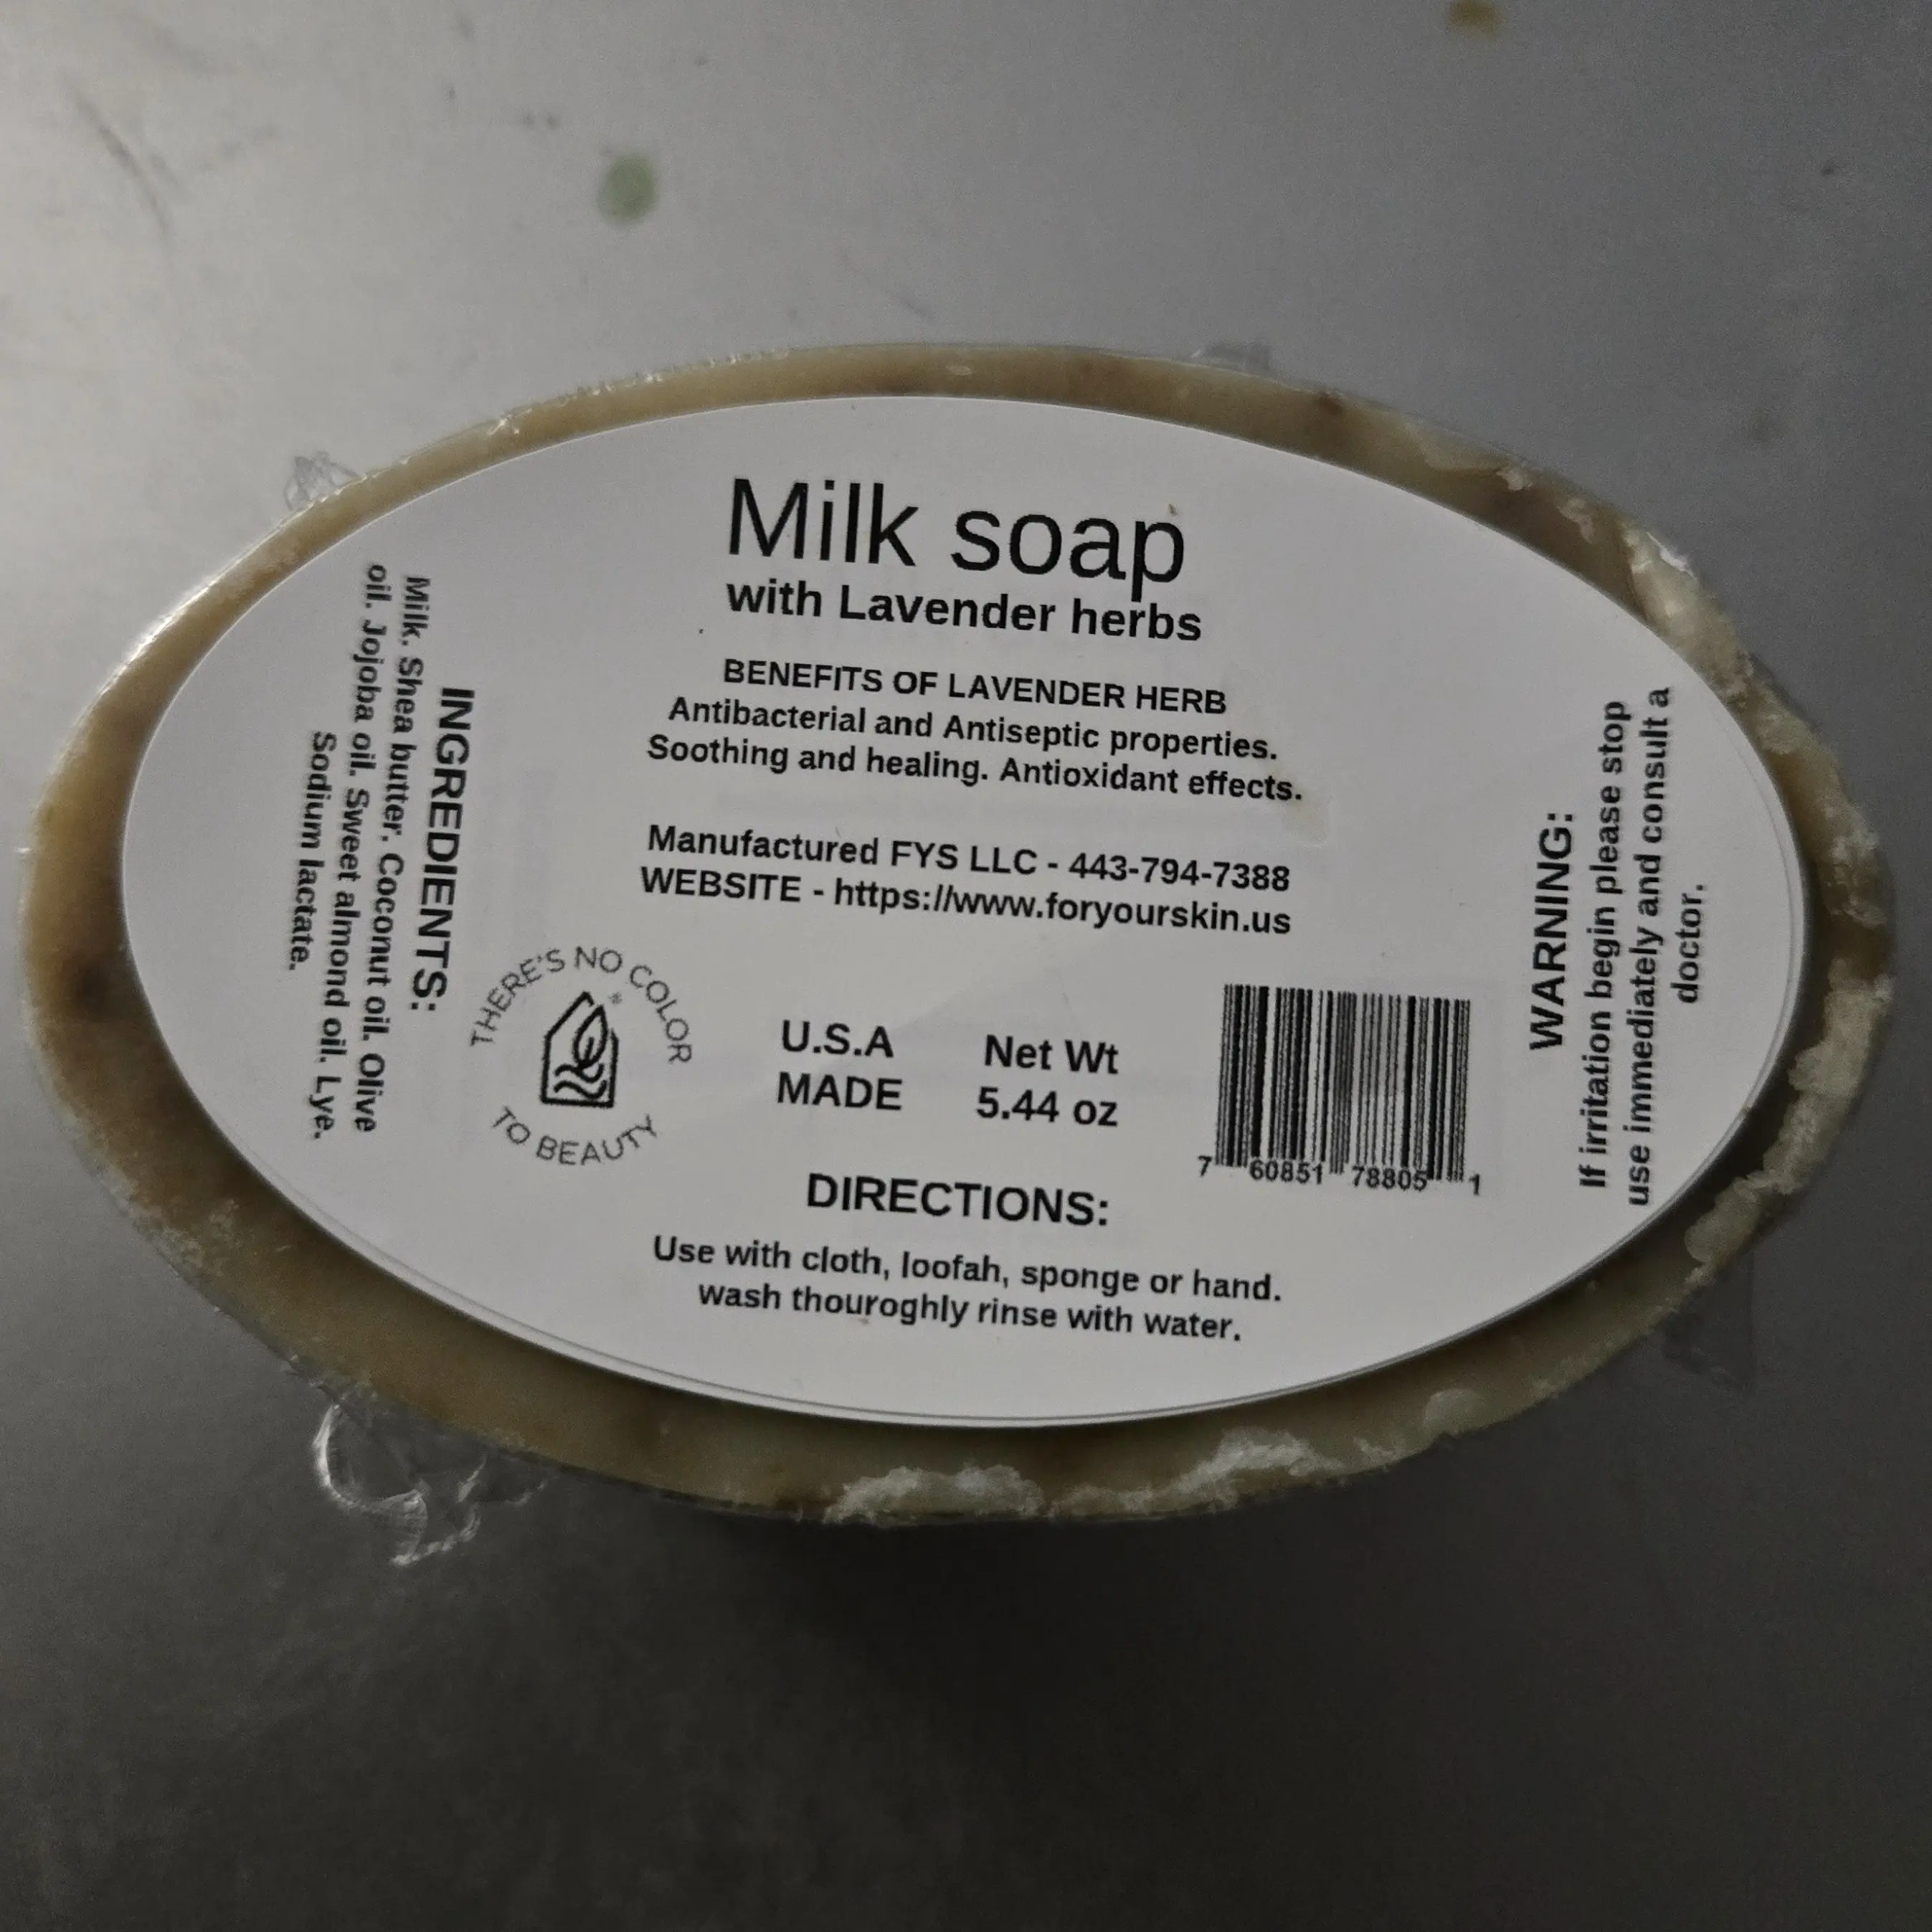 Milk soap
with Lavender herbs
BENEFITS OF LAVENDER HERB
Antibacterial and Antiseptic properties.
Soothing and healing. Antioxidant effects.
Manufactured FYS LLC - 443-794-7388
WEBSITE - https://www.foryourskin.us
INGREDIENTS:
Milk. Shea butter. Coconut oil. Olive
oil. Jojoba oil. Sweet almond oil. Lye.
Sodium lactate.
THERE'S NO COLOR
TO BEAUTY
U.S.A
MADE
Net Wt
5.44 oz
7 60851 78805 1
DIRECTIONS:
Use with cloth, loofah, sponge or hand.
wash thouroghly rinse with water.
WARNING:
If irritation begin please stop
use immediately and consult a
doctor.